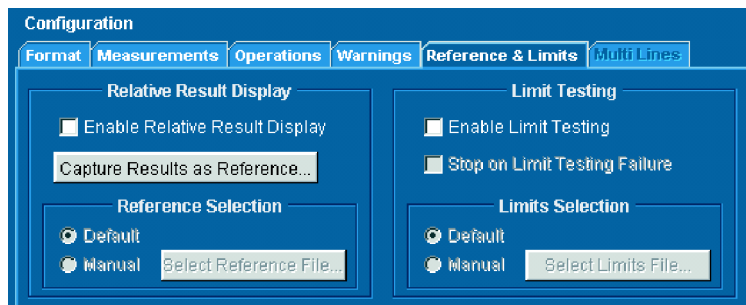 Configuration
Format Measurements Operations Warnings Reference & Limits Multi Lines
Relative Result Display
Enable Relative Result Display
Capture Results as Reference...
Reference Selection
Default
Manual Select Reference File...
Limit Testing
Enable Limit Testing
Stop on Limit Testing Failure
Limits Selection
Default
Manual Select Limits File...